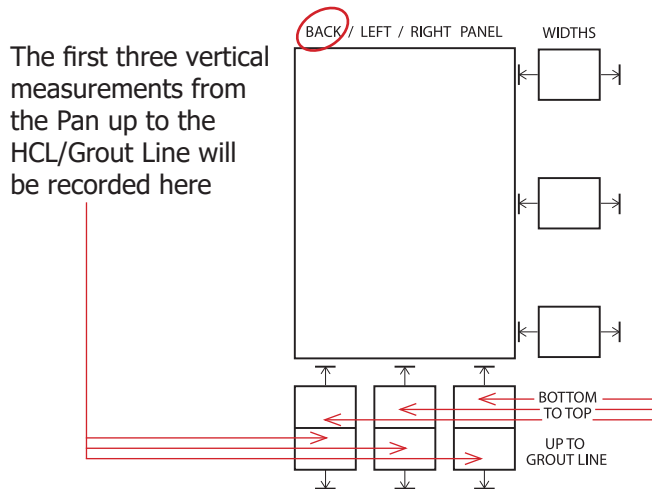 BACK / LEFT / RIGHT PANEL
WIDTHS
The first three vertical
measurements from
the Pan up to the
HCL/Grout Line will
be recorded here
BOTTOM
TO TOP
UP TO
GROUT LINE